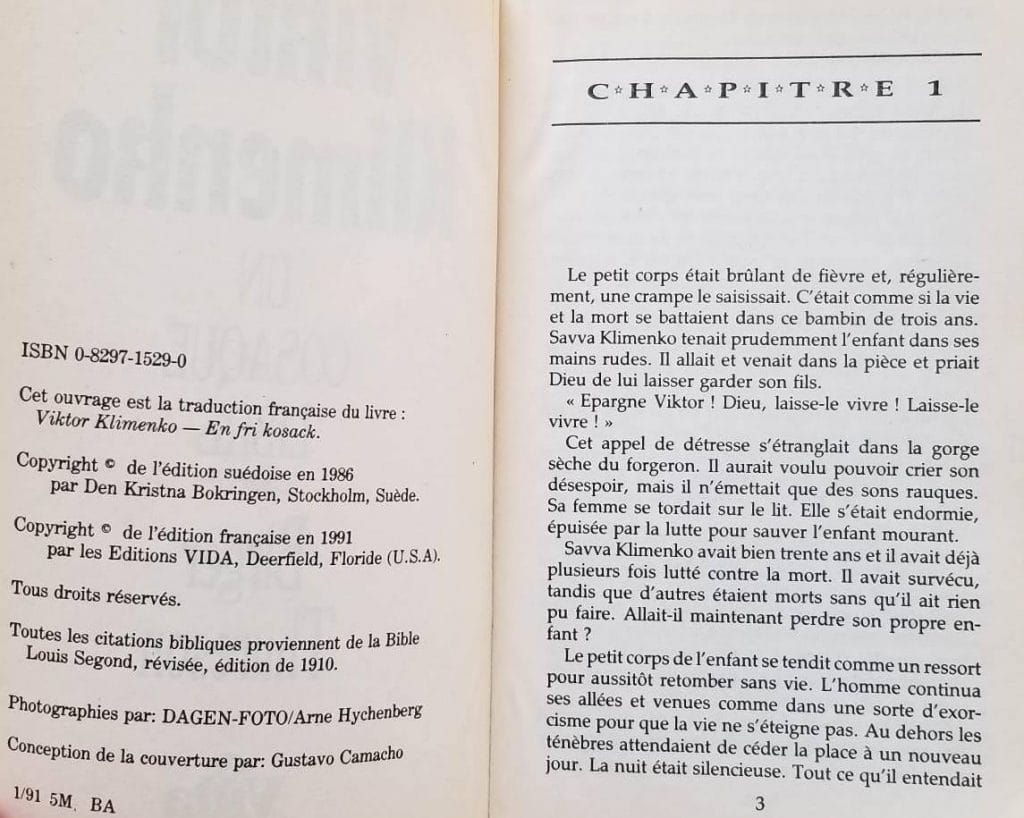 ISBN 0-8297-1529-0
Cet ouvrage est la traduction française du livre :
Viktor Klimenko — En fri kosack.
Copyright © de l'édition suédoise en 1986
par Den Kristna Bokringen, Stockholm, Suède.
Copyright © de l'édition française en 1991
par les Editions VIDA, Deerfield, Floride (U.S.A).
Tous droits réservés.
Toutes les citations bibliques proviennent de la Bible
Louis Segond, révisée, édition de 1910.
Photographies par: DAGEN-FOTO/Arne Hychenberg
Conception de la couverture par: Gustavo Camacho
1/91 5M, BA
C☆H☆A☆P☆I☆T☆R☆E 1
Le petit corps était brûlant de fièvre et, régulière-
ment, une crampe le saisissait. C'était comme si la vie
et la mort se battaient dans ce bambin de trois ans.
Savva Klimenko tenait prudemment l'enfant dans ses
mains rudes. Il allait et venait dans la pièce et priait
Dieu de lui laisser garder son fils.
« Epargne Viktor ! Dieu, laisse-le vivre ! Laisse-le
vivre ! »
Cet appel de détresse s'étranglait dans la gorge
sèche du forgeron. Il aurait voulu pouvoir crier son
désespoir, mais il n'émettait que des sons rauques.
Sa femme se tordait sur le lit. Elle s'était endormie,
épuisée par la lutte pour sauver l'enfant mourant.
Savva Klimenko avait bien trente ans et il avait déjà
plusieurs fois lutté contre la mort. Il avait survécu,
tandis que d'autres étaient morts sans qu'il ait rien
pu faire. Allait-il maintenant perdre son propre en-
fant ?
Le petit corps de l'enfant se tendit comme un ressort
pour aussitôt retomber sans vie. L'homme continua
ses allées et venues comme dans une sorte d'exor-
cisme pour que la vie ne s'éteigne pas. Au dehors les
ténèbres attendaient de céder la place à un nouveau
jour. La nuit était silencieuse. Tout ce qu'il entendait
3